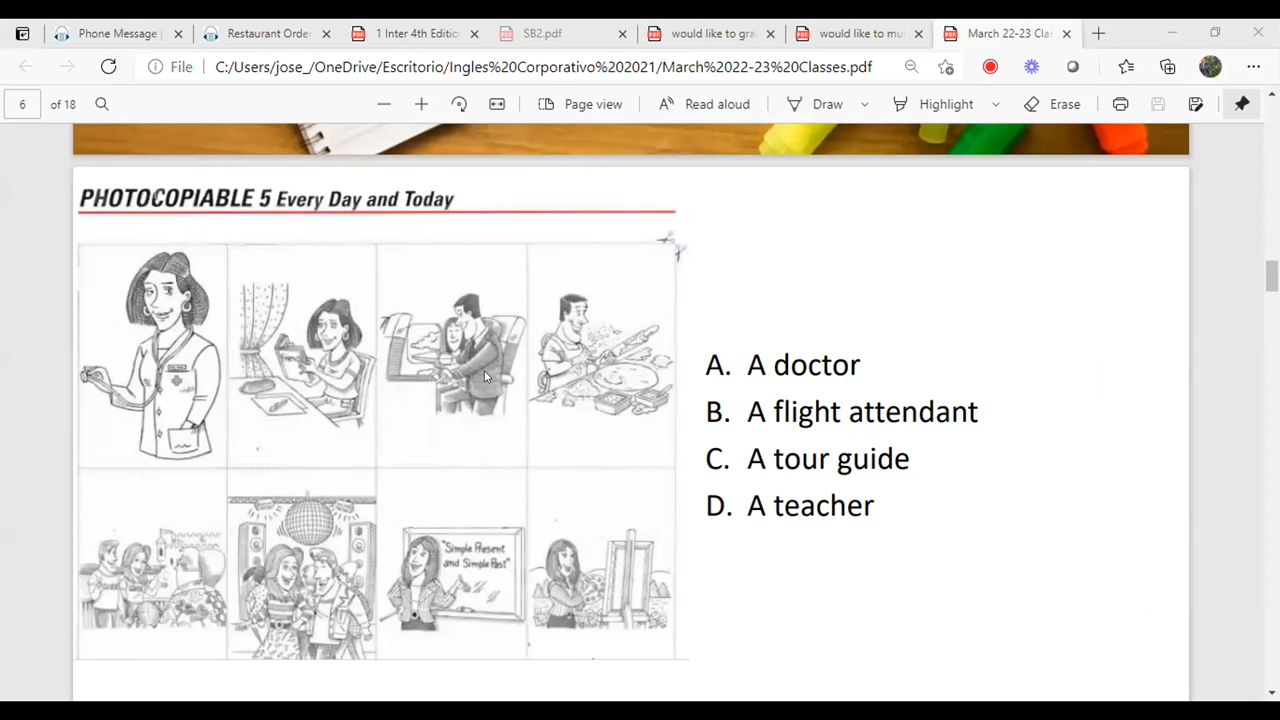 Phone Message
Restaurant Orde
1 Inter 4th Editio
SB2.pdf
would like to gra
would like to mu
March 22-23 Clas
File
C:/Users/jose_/OneDrive/Escritorio/Ingles%20Corporativo%202021/March%2022-23%20Classes.pdf
6 of 18
Page view
Read aloud
Draw
Highlight
Erase
PHOTOCOPIABLE 5 Every Day and Today
A. A doctor
B. A flight attendant
C. A tour guide
D. A teacher
"Simple Present
and Simple Past"